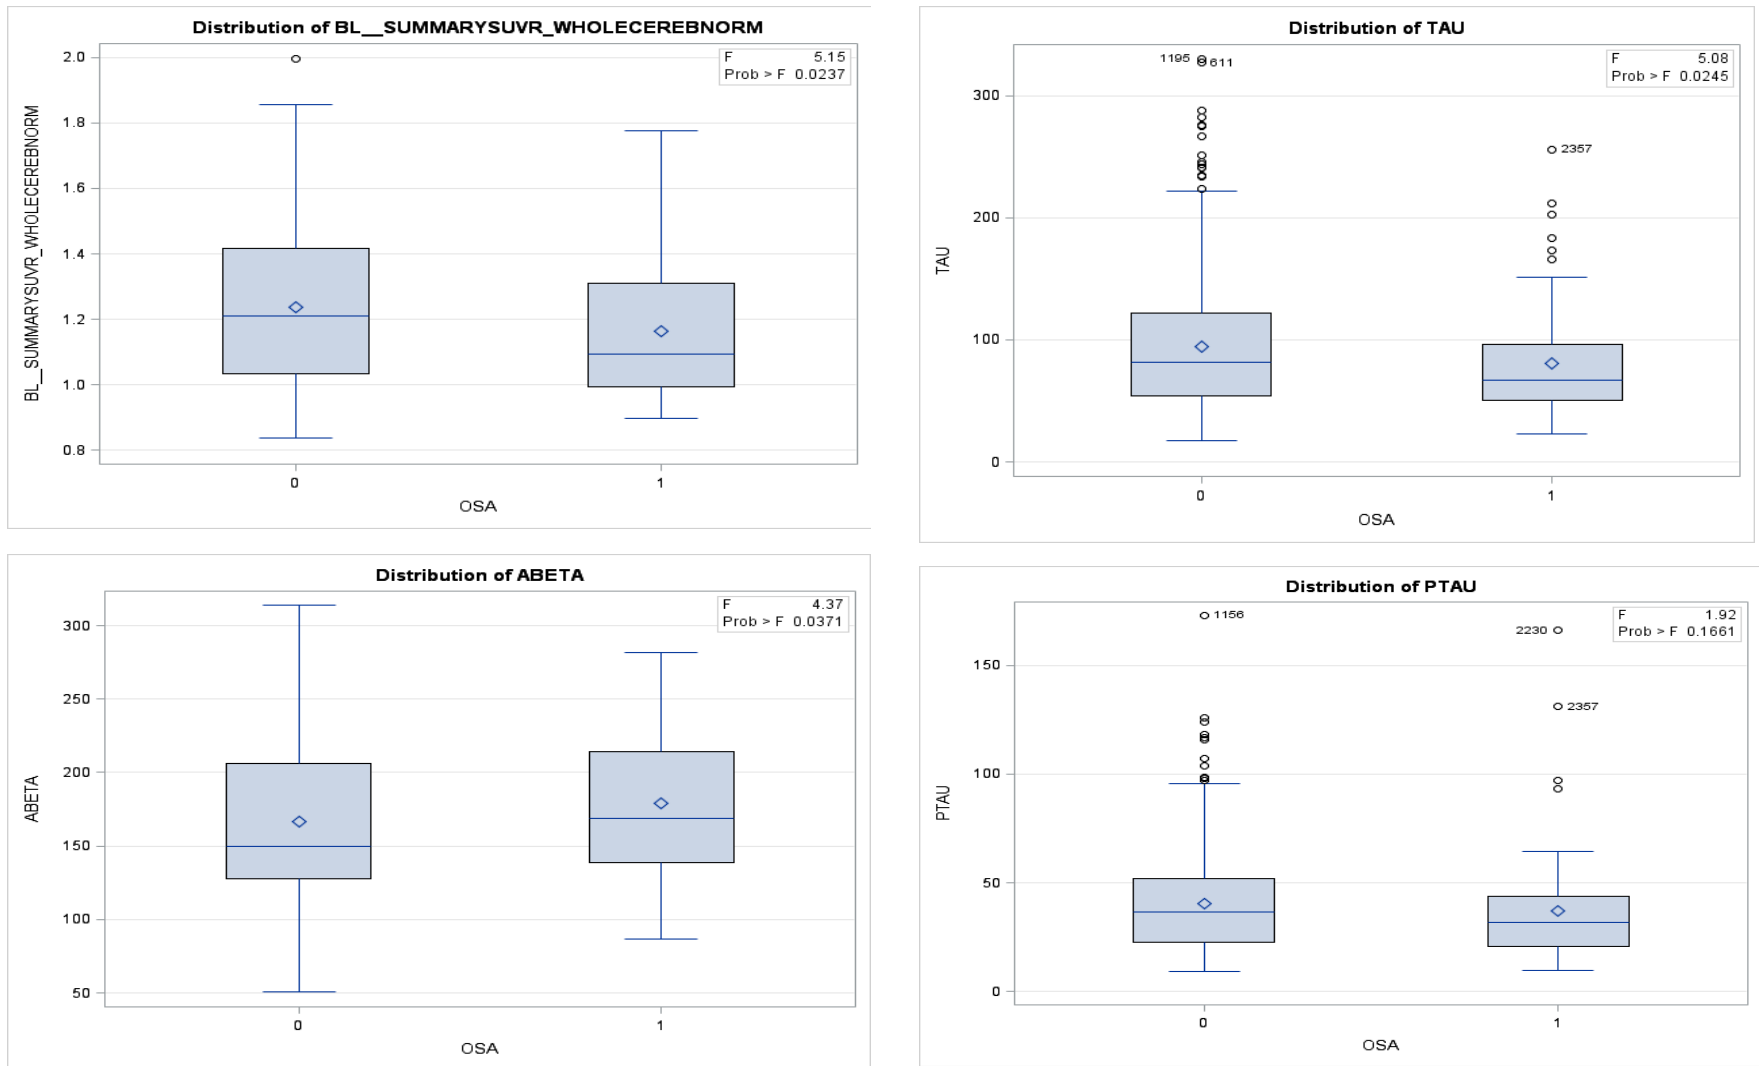 Distribution of BL__SUMMARYSUVR_WHOLECEREBNORM
F 5.15
Prob > F 0.0237
BL__SUMMARYSUVR_WHOLECEREBNORM
2.0
1.8
1.6
1.4
1.2
1.0
0.8
0 1
OSA
Distribution of TAU
F 5.08
Prob > F 0.0245
TAU
300
200
100
0
1195 611
2357
0 1
OSA
Distribution of ABETA
F 4.37
Prob > F 0.0371
ABETA
300
250
200
150
100
50
0 1
OSA
Distribution of PTAU
F 1.92
Prob > F 0.1661
PTAU
150
100
50
0
1156
2230
2357
0 1
OSA